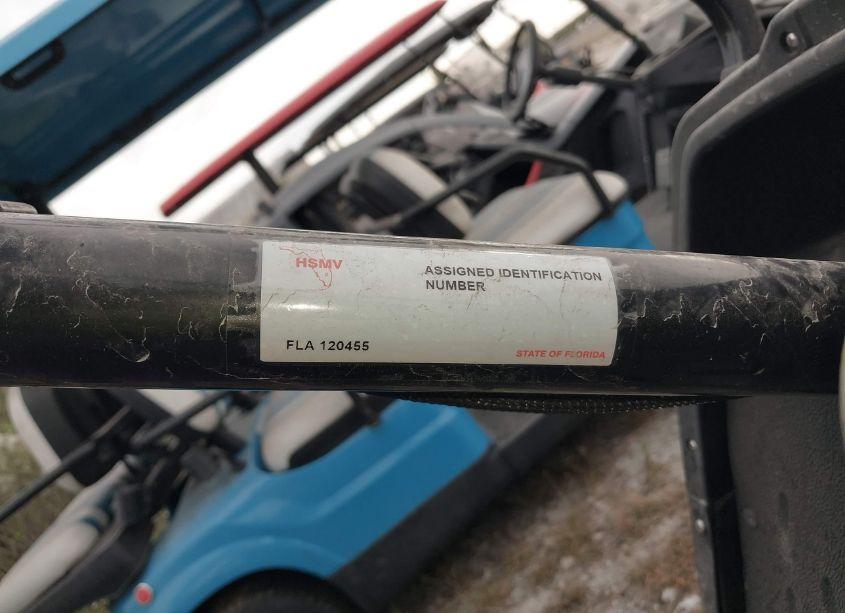 HSMV
ASSIGNED IDENTIFICATION
NUMBER
FLA 120455
STATE OF FLORIDA